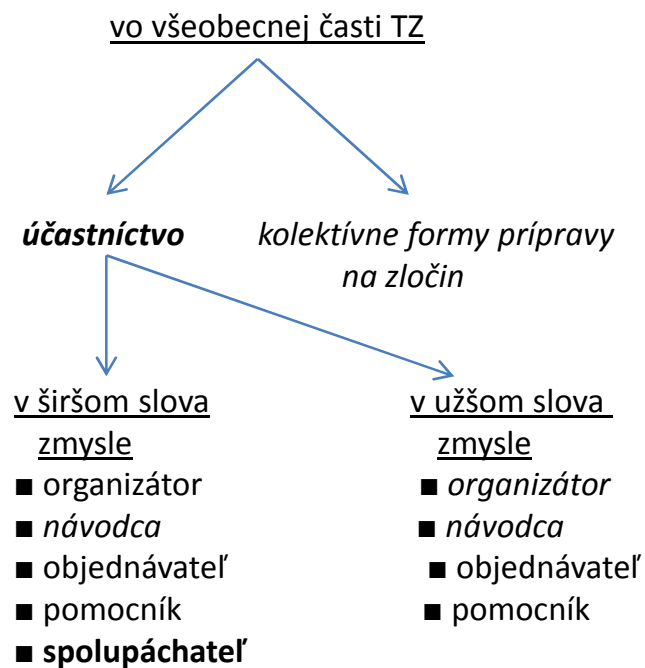 vo všeobecnej časti TZ
účastníctvo
kolektívne formy prípravy
na zločin
v širšom slova
zmysle
■ organizátor
■ návodca
■ objednávateľ
■ pomocník
■ spolupáchateľ
v užšom slova
zmysle
■ organizátor
■ návodca
■ objednávateľ
■ pomocník